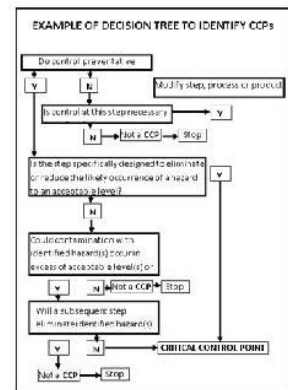 EXAMPLE OF DECISION TREE TO IDENTIFY CCPs
Do control preventative
Y
N
Modify step, process or product
Is control at this step necessary
Y
N
Not a CCP
Stop
Is the step specifically designed to eliminate
or reduce the likely occurrence of a hazard
to an acceptable level?
Y
N
Could contamination with
identified hazard(s) occur in
excess of acceptable level(s) or
Y
N
Not a CCP
Stop
Will a subsequent step
eliminate identified hazard(s)
Y
N
CRITICAL CONTROL POINT
Not a CCP
Stop